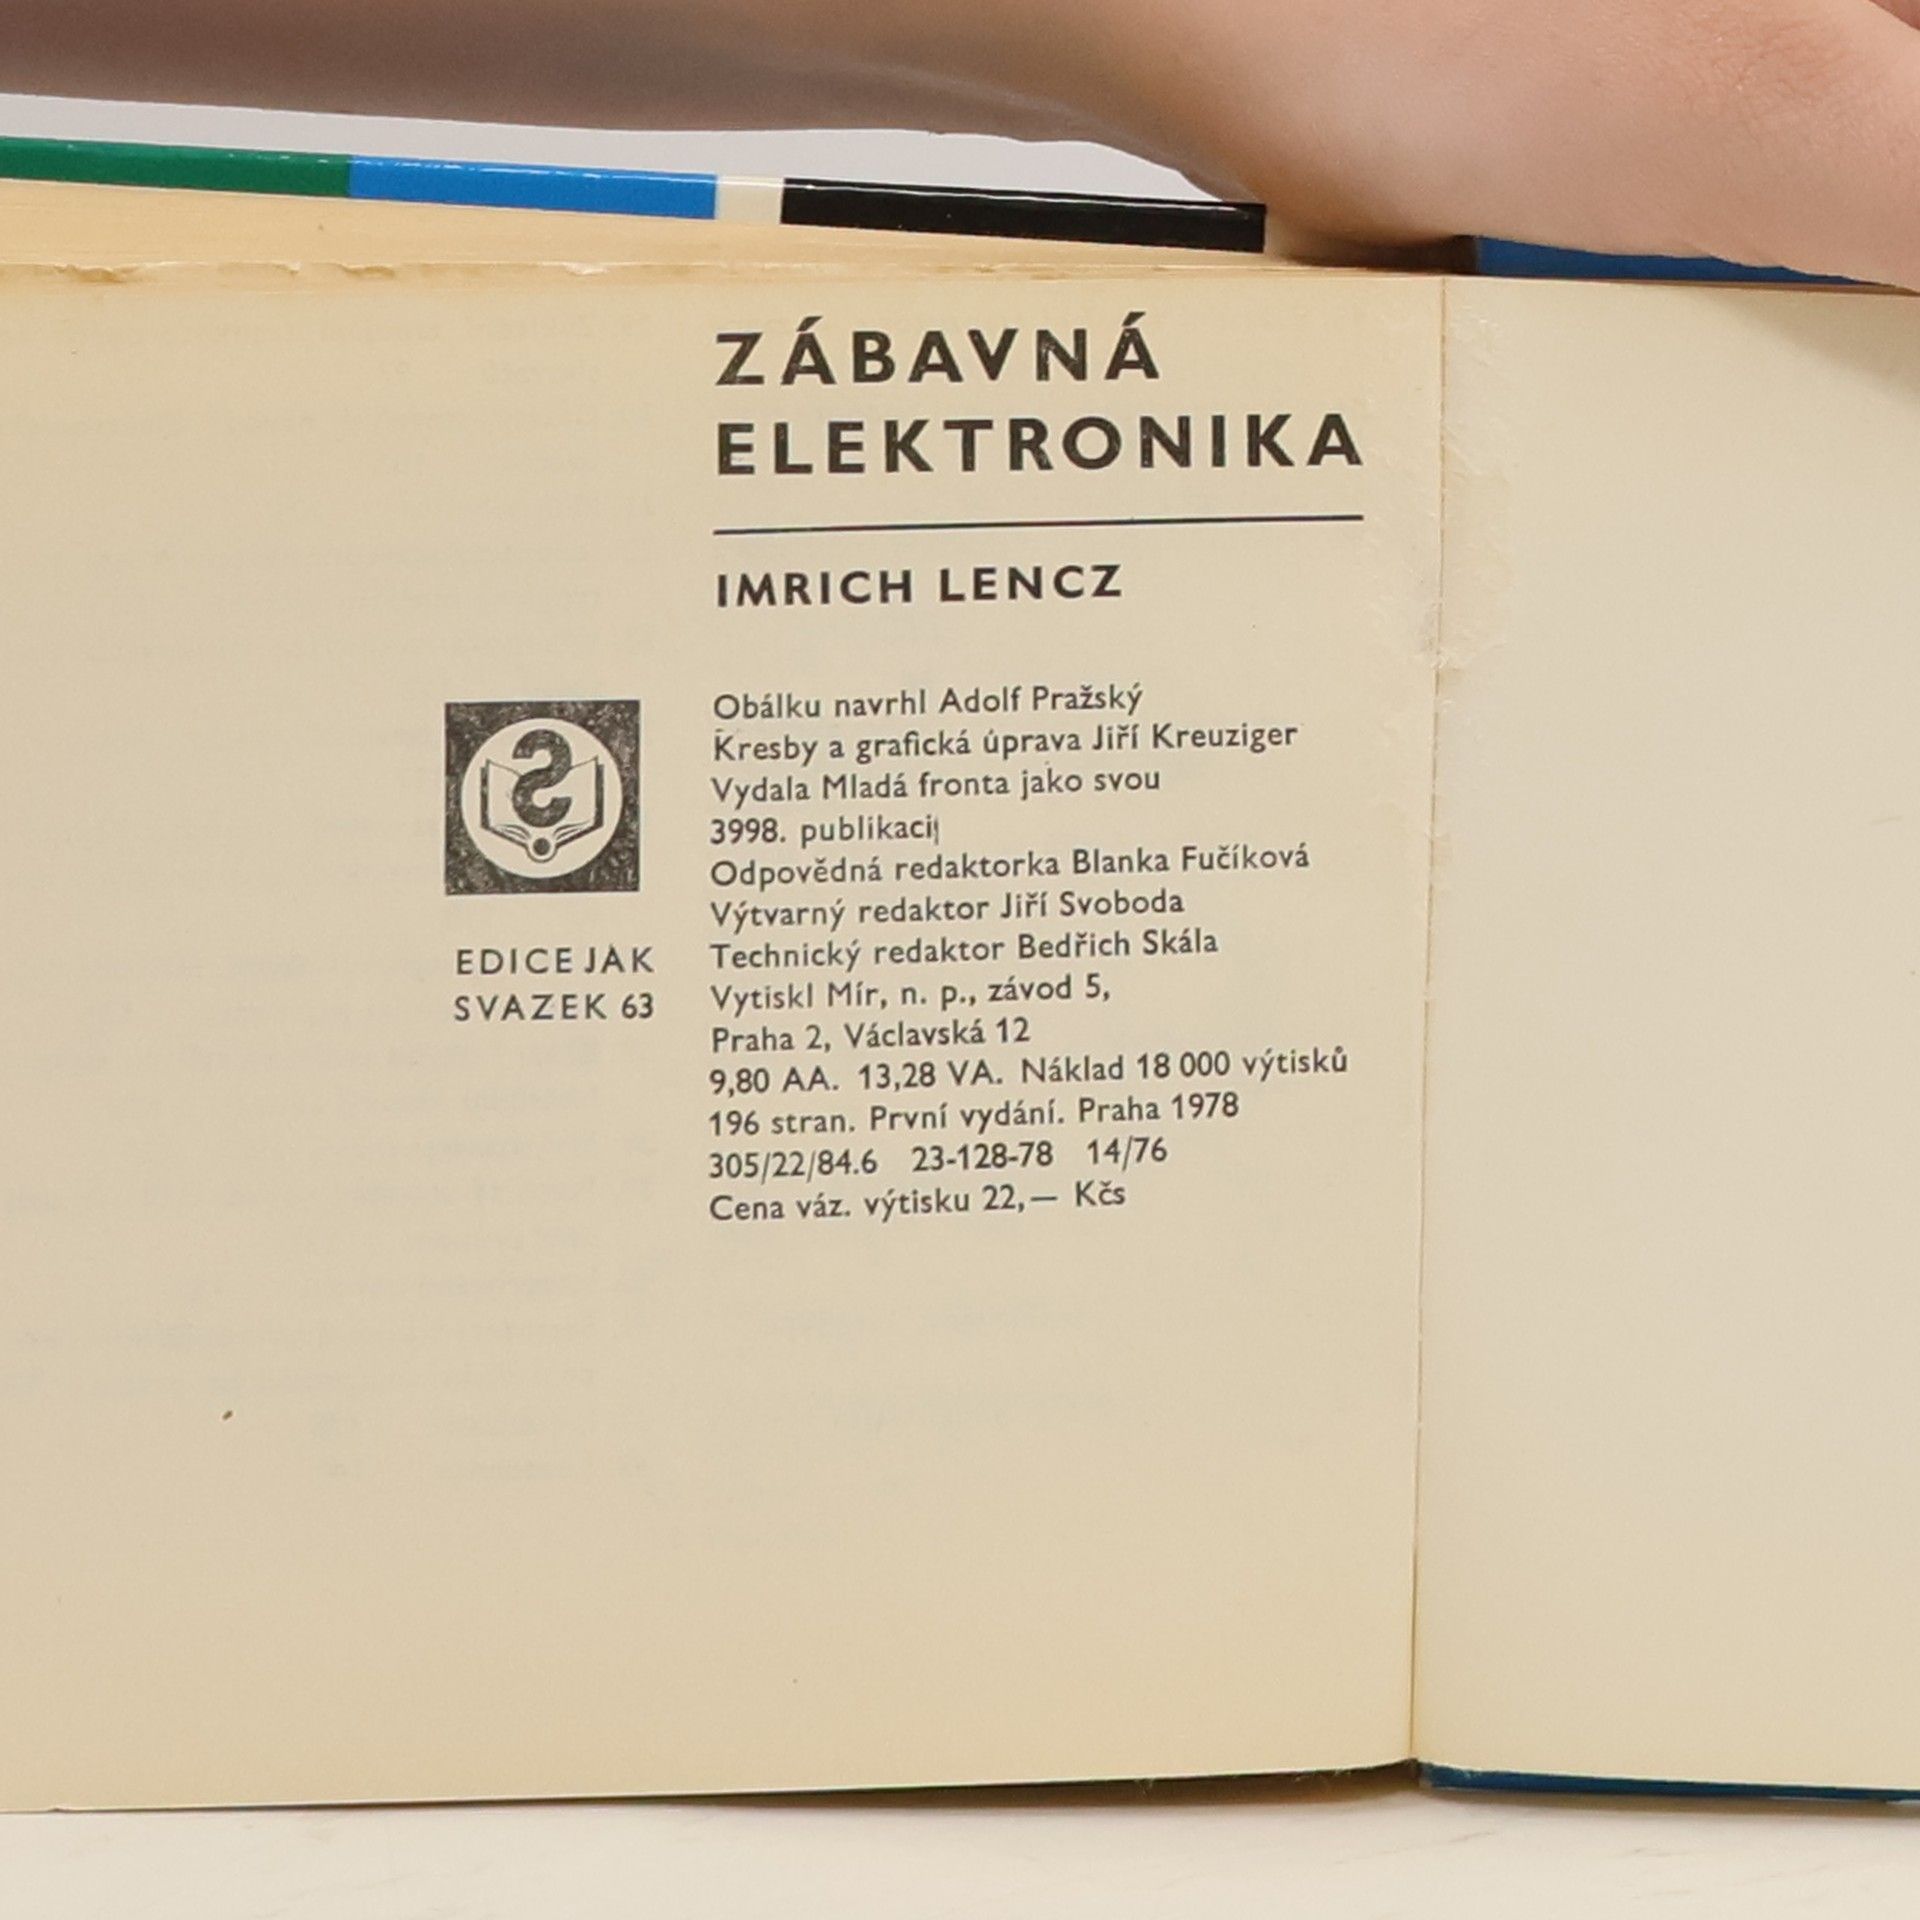 ZÁBAVNÁ
ELEKTRONIKA
IMRICH LENCZ
Obálku navrhl Adolf Pražský
Kresby a grafická úprava Jiří Kreuziger
Vydala Mladá fronta jako svou
3998. publikaci
Odpovědná redaktorka Blanka Fučíková
Výtvarný redaktor Jiří Svoboda
Technický redaktor Bedřich Skála
Vytiskl Mír, n. p., závod 5,
Praha 2, Václavská 12
9,80 AA. 13,28 VA. Náklad 18 000 výtisků
196 stran. První vydání. Praha 1978
305/22/84.6 23-128-78 14/76
Cena váz. výtisku 22,— Kčs
EDICE JAK
SVAZEK 63